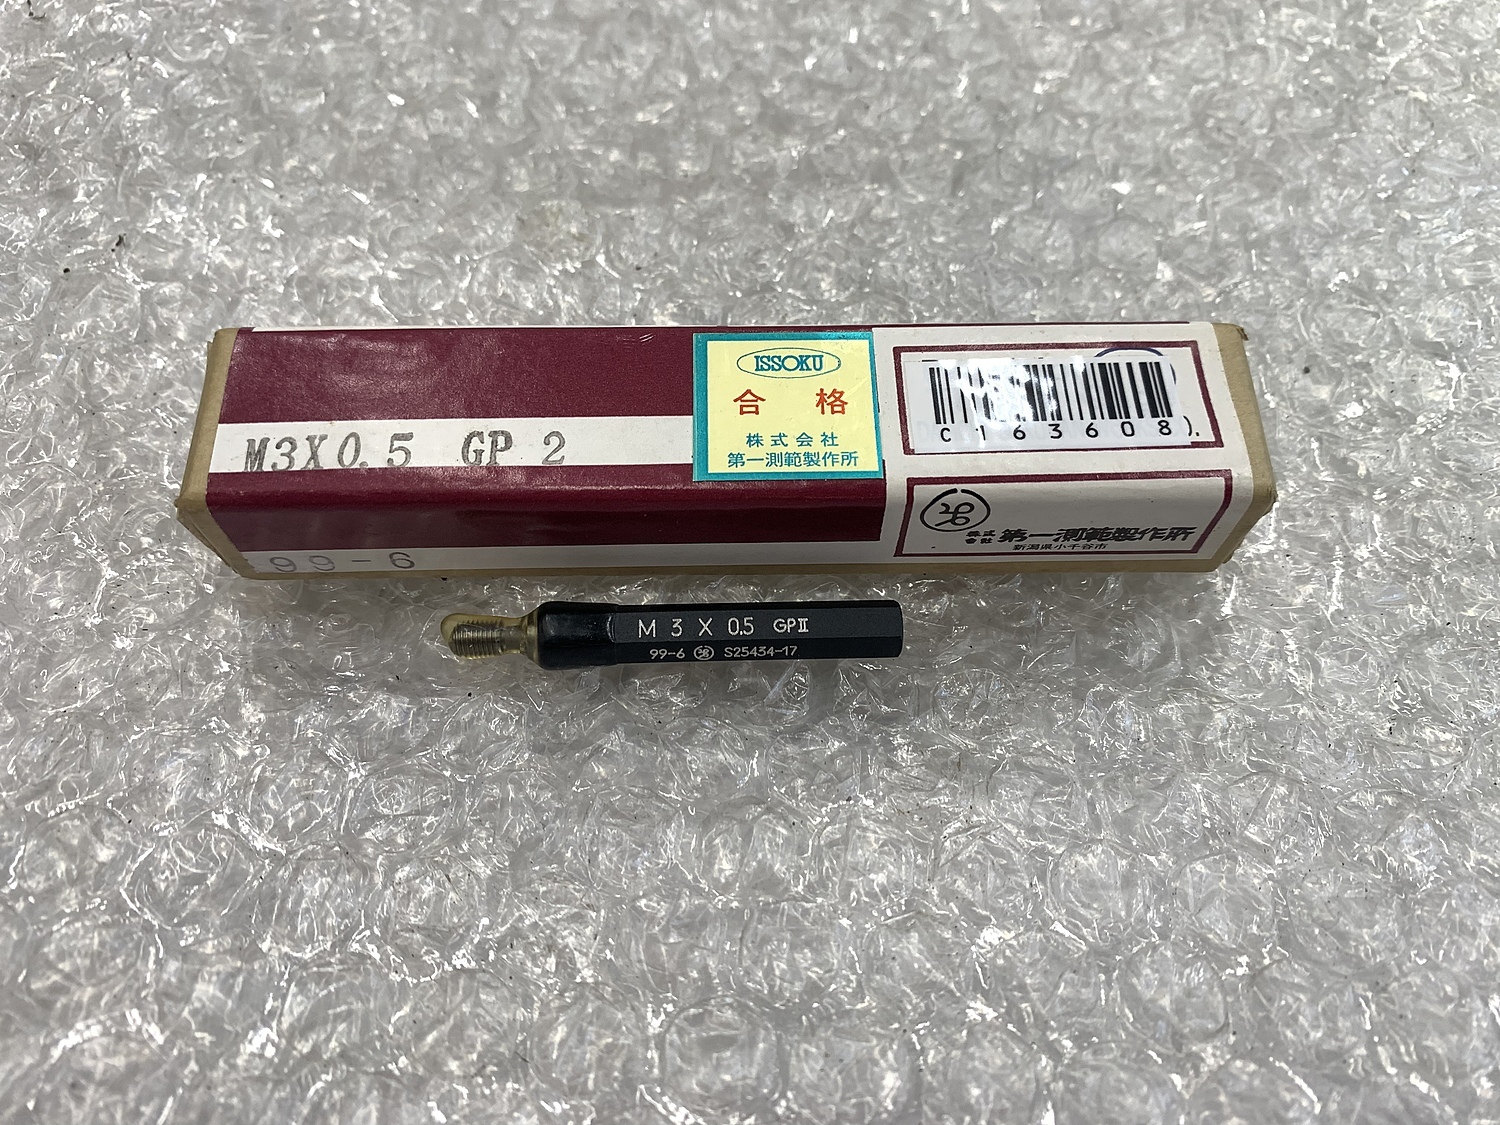 M3X0.5 GP 2
99-6
ISSOKU
合格
株式会社
第一測範製作所
C163608
株式会社 第一測範製作所
新潟県小千谷市
M 3 X 0.5 GPⅡ
99-6 S25434-17